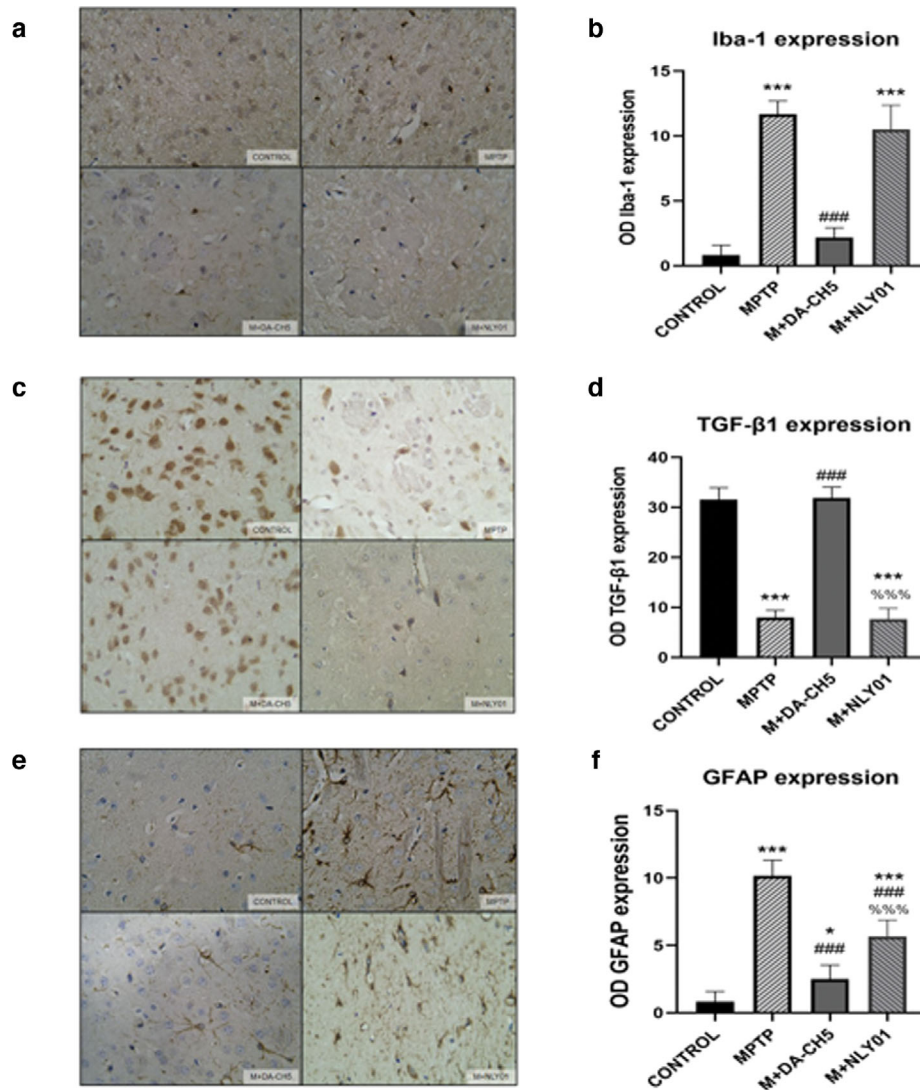 a
CONTROL
MPTP
M+DA-CH5
M+NLY01
b
Iba-1 expression
OD Iba-1 expression
15
10
5
0
***
###
***
CONTROL
MPTP
M+DA-CH5
M+NLY01
c
CONTROL
MPTP
M+DA-CH5
M+NLY01
d
TGF-β1 expression
OD TGF-β1 expression
40
30
20
10
0
***
###
***
%%%
CONTROL
MPTP
M+DA-CH5
M+NLY01
e
CONTROL
MPTP
M+DA-CH5
M+NLY01
f
GFAP expression
OD GFAP expression
15
10
5
0
***
*
###
***
###
%%%
CONTROL
MPTP
M+DA-CH5
M+NLY01